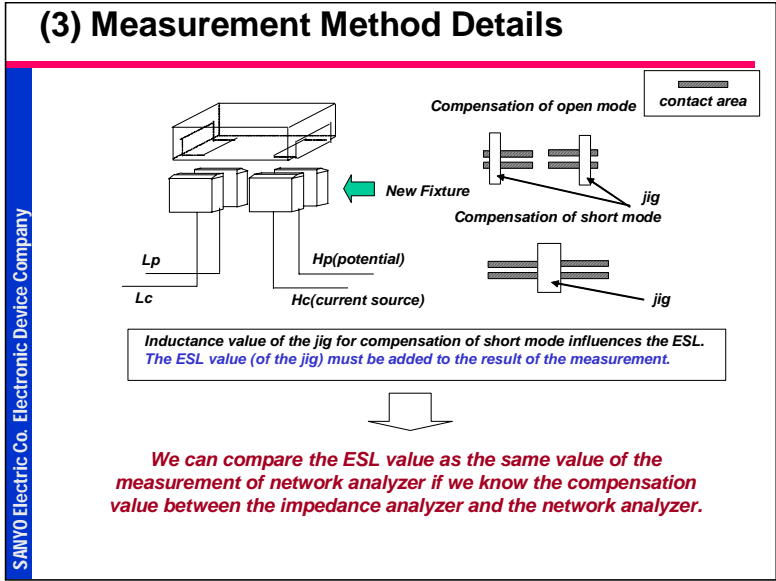 (3) Measurement Method Details
SANYO Electric Co. Electronic Device Company
contact area
Compensation of open mode
New Fixture
jig
Compensation of short mode
Lp
Hp(potential)
Lc
Hc(current source)
jig
Inductance value of the jig for compensation of short mode influences the ESL.
The ESL value (of the jig) must be added to the result of the measurement.
We can compare the ESL value as the same value of the
measurement of network analyzer if we know the compensation
value between the impedance analyzer and the network analyzer.